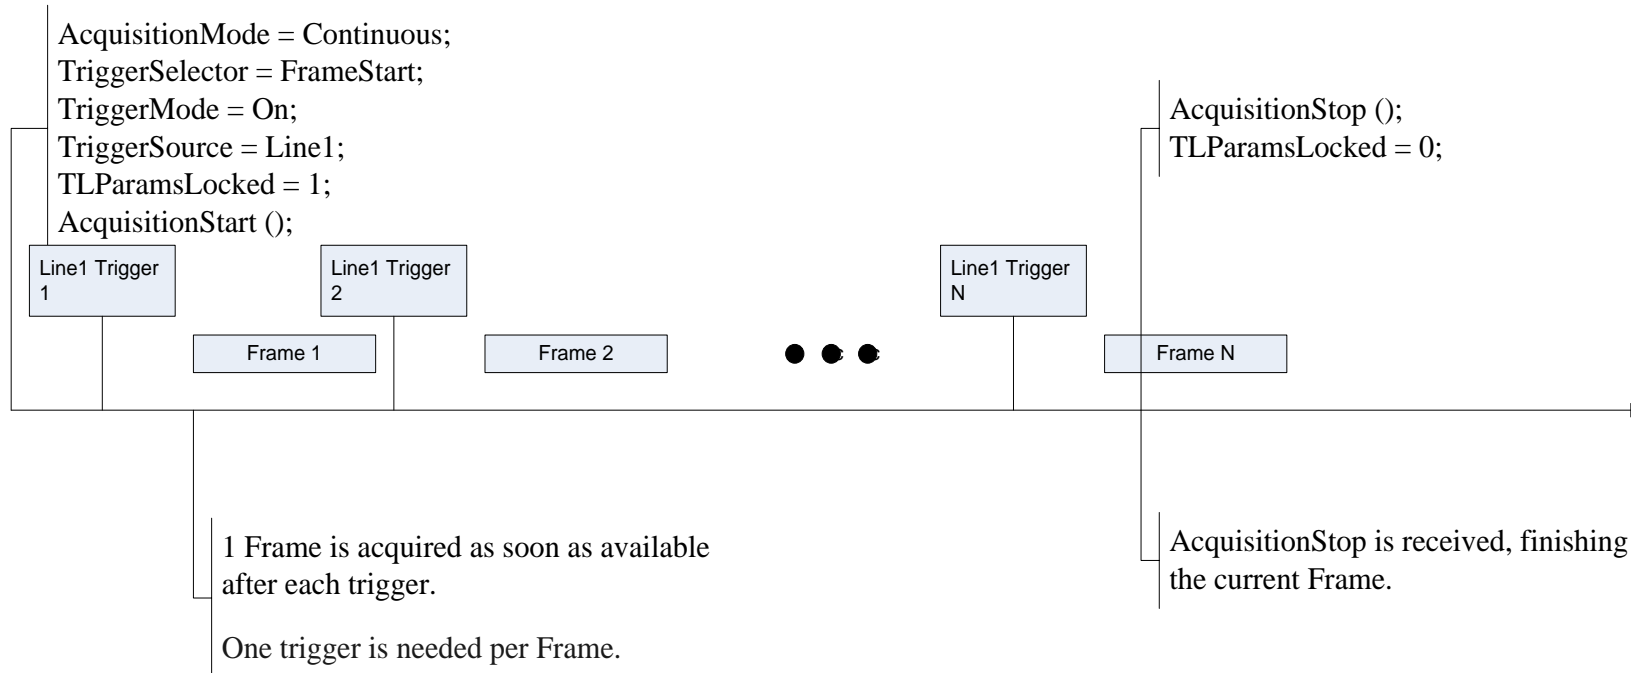 AcquisitionMode = Continuous;
TriggerSelector = FrameStart;
TriggerMode = On;
TriggerSource = Line1;
TLParamsLocked = 1;
AcquisitionStart ();
AcquisitionStop ();
TLParamsLocked = 0;
Line1 Trigger
1
Line1 Trigger
2
Line1 Trigger
N
Frame 1
Frame 2
Frame N
1 Frame is acquired as soon as available
after each trigger.
One trigger is needed per Frame.
AcquisitionStop is received, finishing
the current Frame.